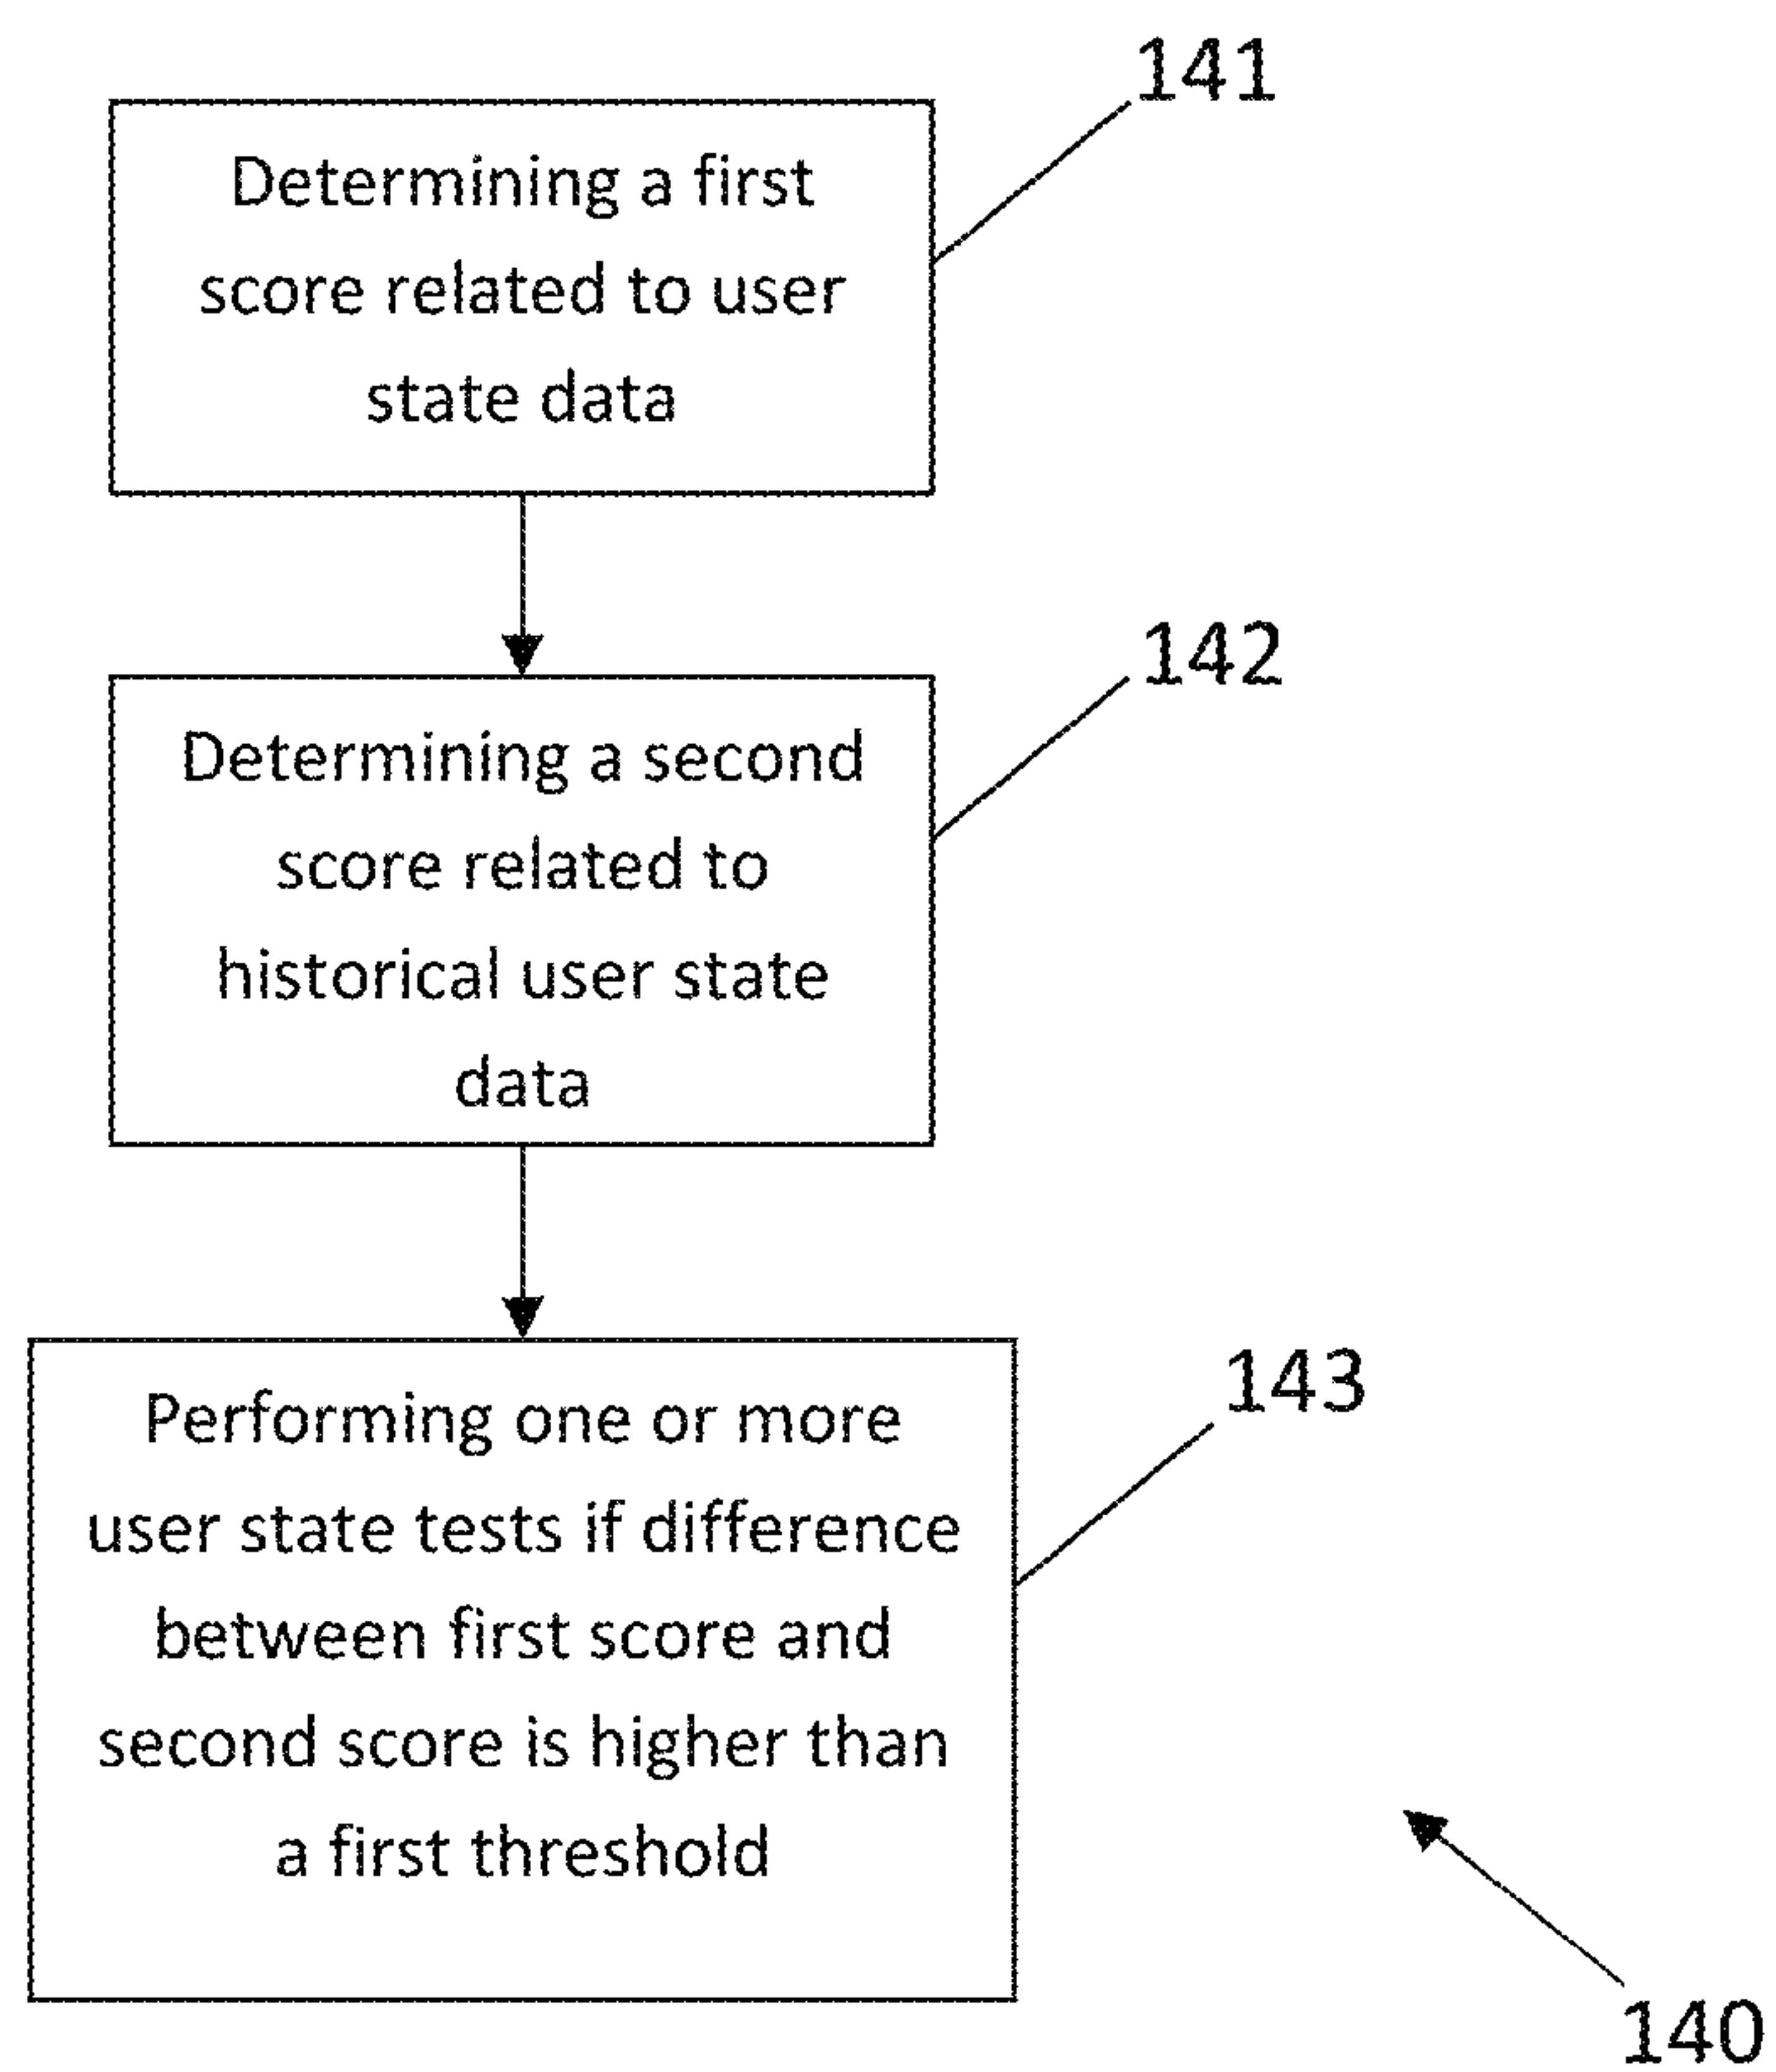 141
Determining a first
score related to user
state data
142
Determining a second
score related to
historical user state
data
143
Performing one or more
user state tests if difference
between first score and
second score is higher than
a first threshold
140